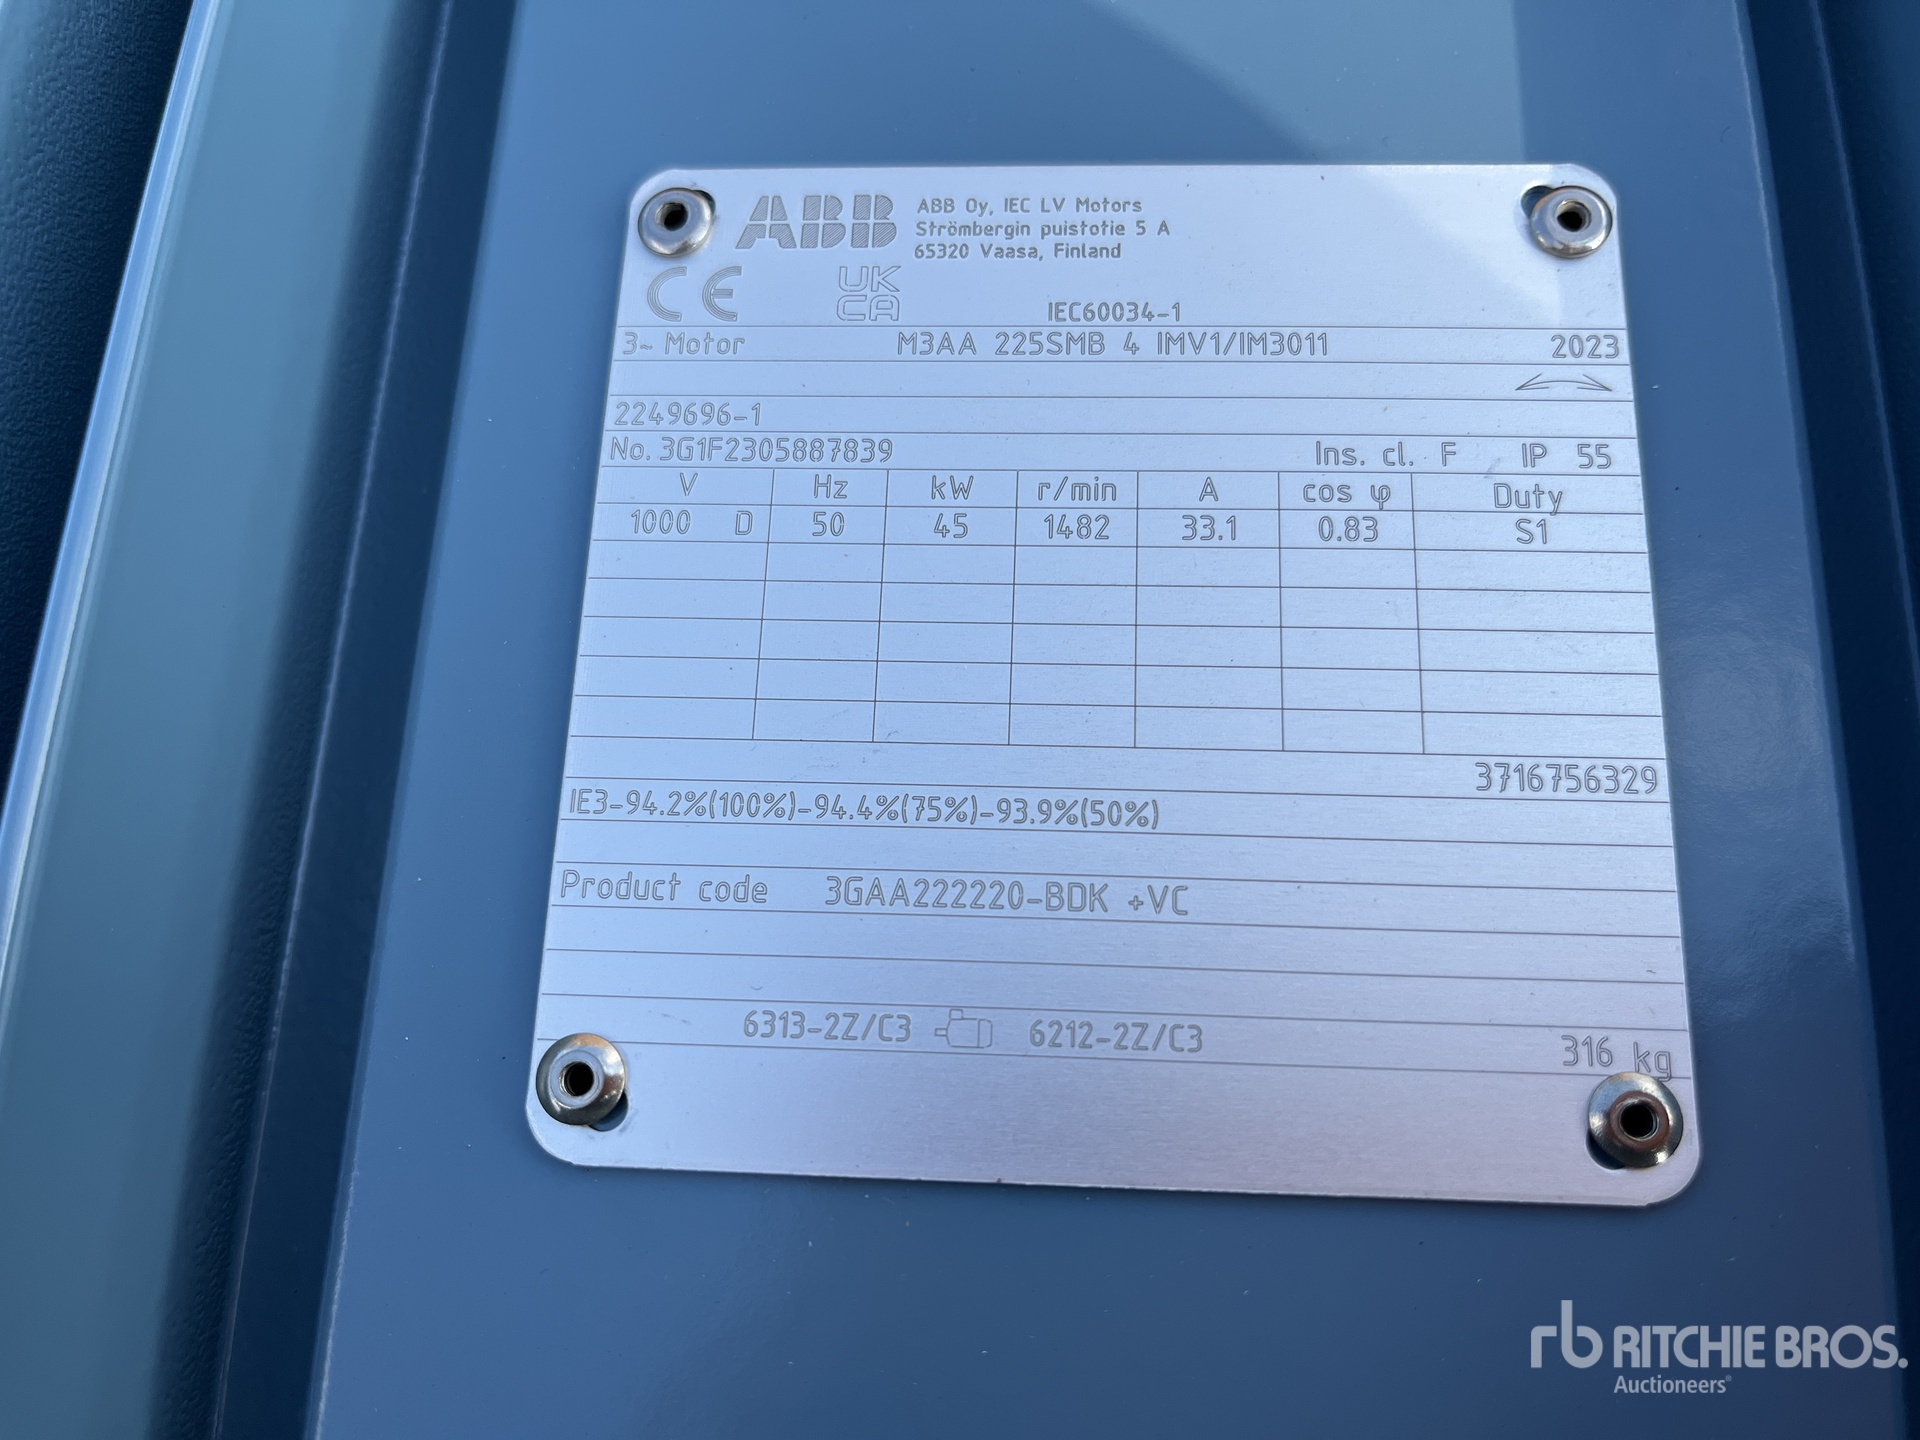 ABB
ABB Oy, IEC LV Motors
Strömbergin puistotie 5 A
65320 Vaasa, Finland
CE
UK
CA
IEC60034-1
3~ Motor M3AA 225SMB 4 IMV1/IM3011 2023
2249696-1
No. 3G1F2305887839 Ins. cl. F IP 55
V Hz kW r/min A cos φ Duty
1000 D 50 45 1482 33.1 0.83 S1
3716756329
IE3-94.2%(100%)-94.4%(75%)-93.9%(50%)
Product code 3GAA222220-BDK +VC
6313-2Z/C3 6212-2Z/C3 316 kg
rb RITCHIE BROS.
Auctioneers®